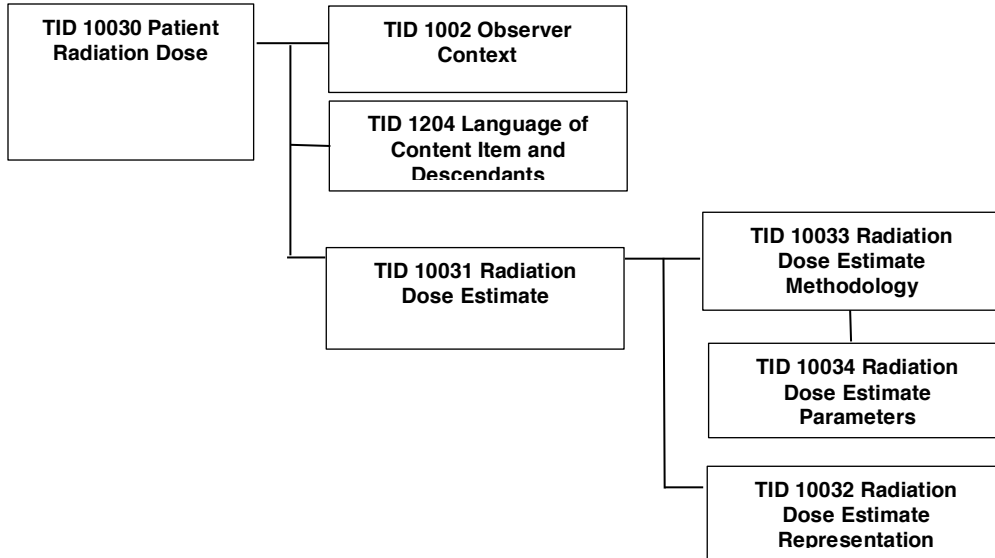 TID 10030 Patient
Radiation Dose
TID 1002 Observer
Context
TID 1204 Language of
Content Item and
Descendants
TID 10031 Radiation
Dose Estimate
TID 10033 Radiation
Dose Estimate
Methodology
TID 10034 Radiation
Dose Estimate
Parameters
TID 10032 Radiation
Dose Estimate
Representation